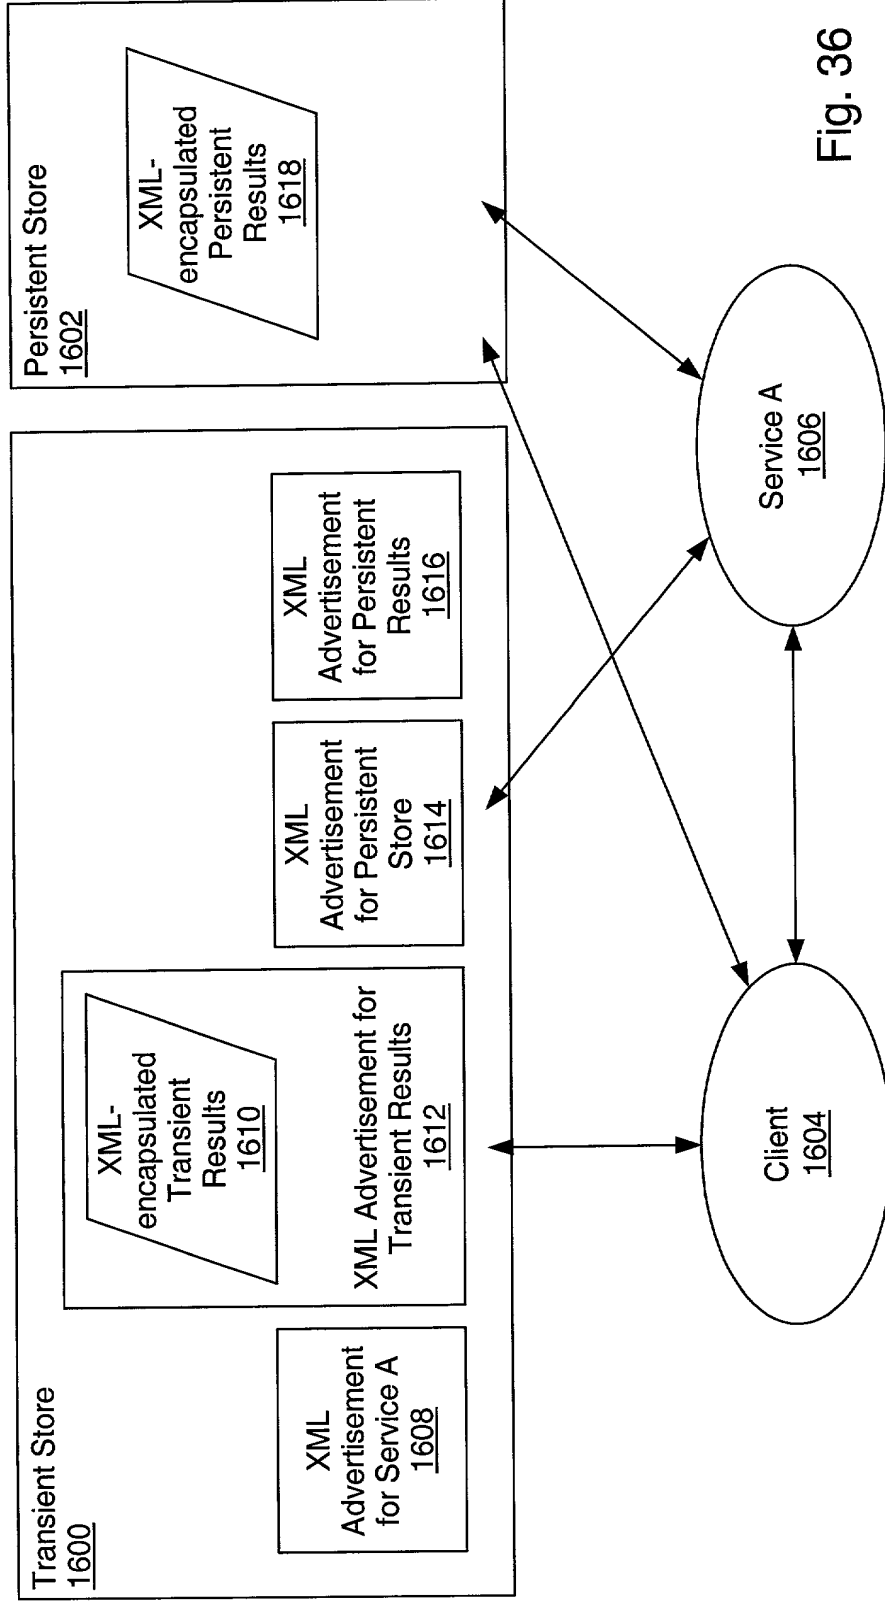 Transient Store
1600
XML
Advertisement
for Service A
1608
XML-
encapsulated
Transient
Results
1610
XML Advertisement for
Transient Results
1612
XML
Advertisement
for Persistent
Store
1614
XML
Advertisement
for Persistent
Results
1616
Persistent Store
1602
XML-
encapsulated
Persistent
Results
1618
Client
1604
Service A
1606
Fig. 36